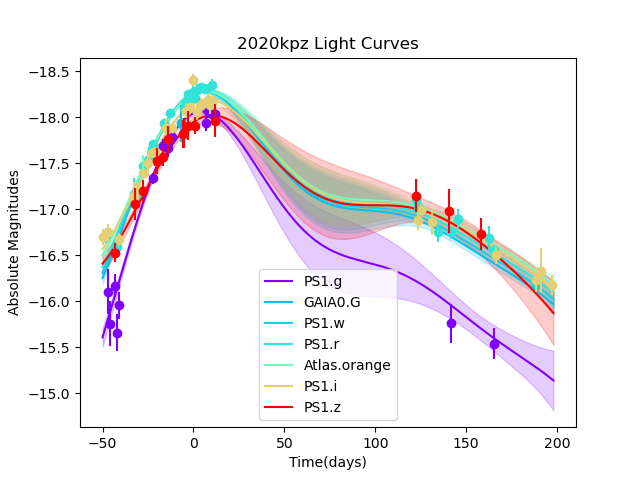 2020kpz Light Curves
Absolute Magnitudes
−18.5
−18.0
−17.5
−17.0
−16.5
−16.0
−15.5
−15.0
PS1.g
GAIA0.G
PS1.w
PS1.r
Atlas.orange
PS1.i
PS1.z
−50
0
50
100
150
200
Time(days)